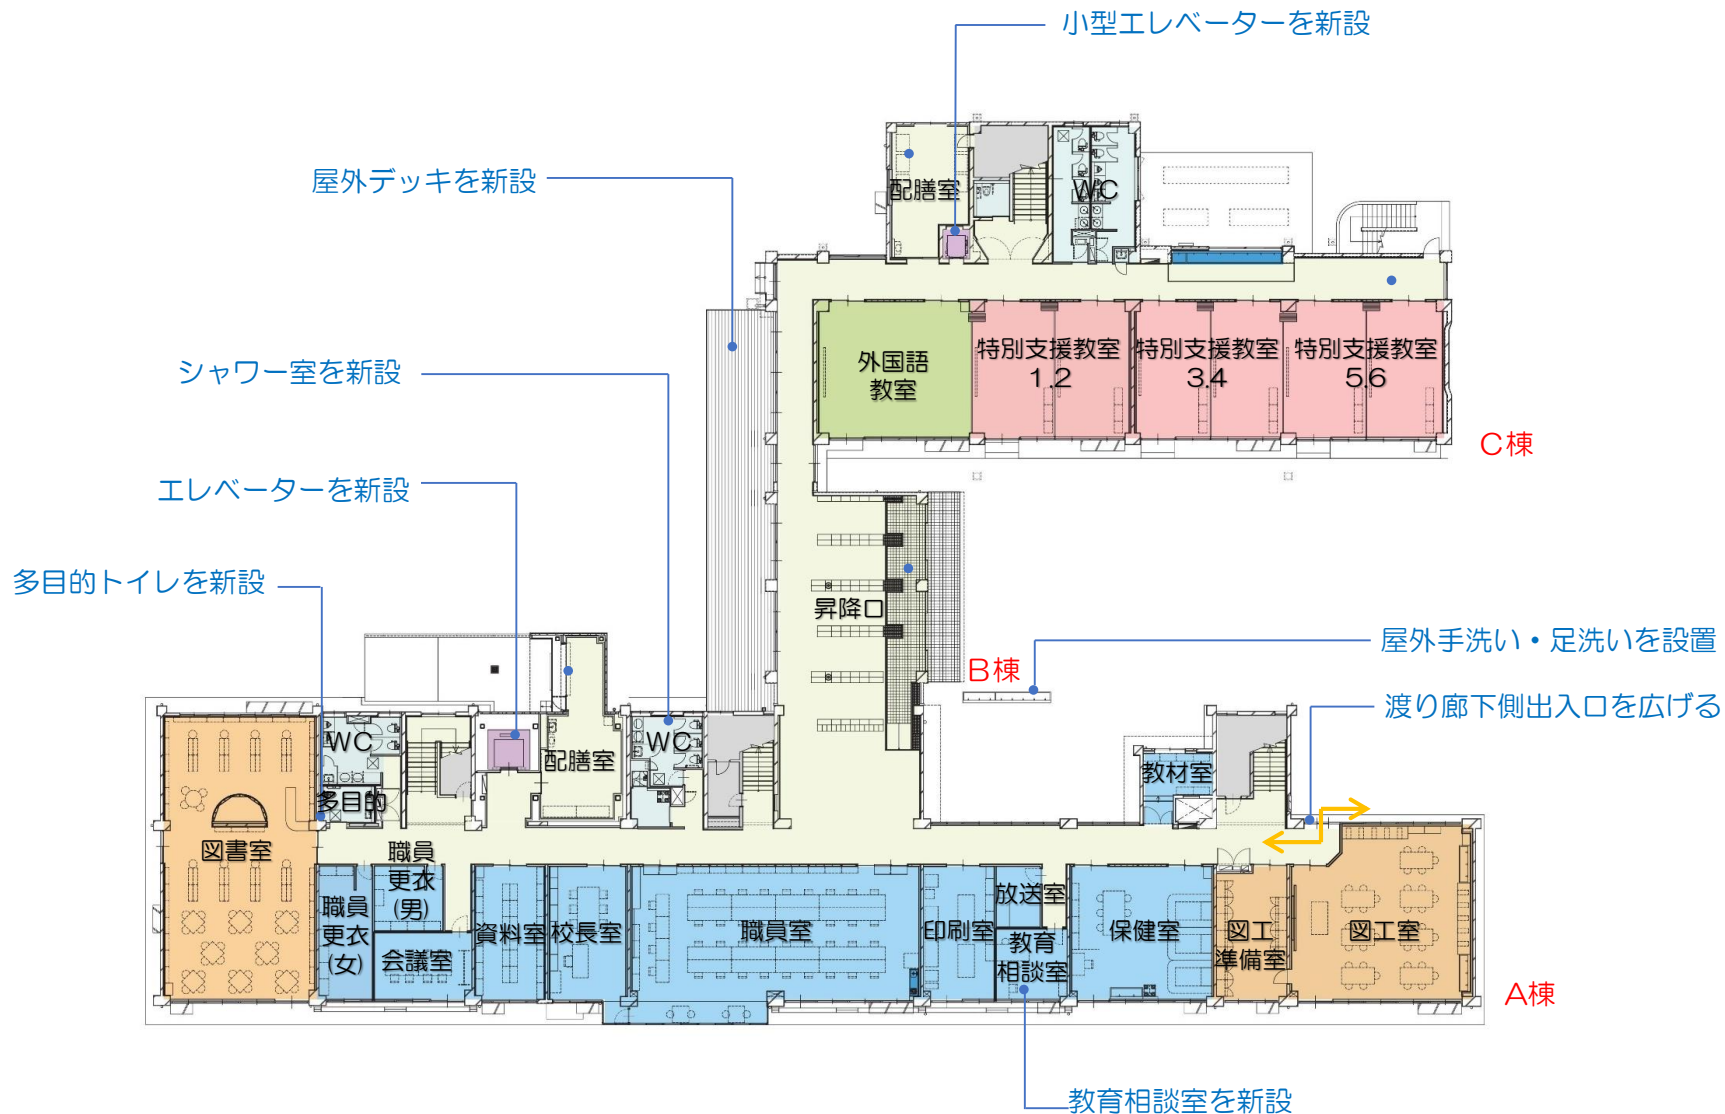 小型エレベーターを新設
屋外デッキを新設
配膳室
WC
シャワー室を新設
外国語
教室
特別支援教室
1.2
特別支援教室
3.4
特別支援教室
5.6
C棟
エレベーターを新設
多目的トイレを新設
昇降口
B棟
屋外手洗い・足洗いを設置
渡り廊下側出入口を広げる
WC
配膳室
WC
教材室
多目的
図書室
職員
更衣
(男)
職員
更衣
(女)
会議室
資料室
校長室
職員室
印刷室
放送室
教育
相談室
保健室
図工
準備室
図工室
A棟
教育相談室を新設